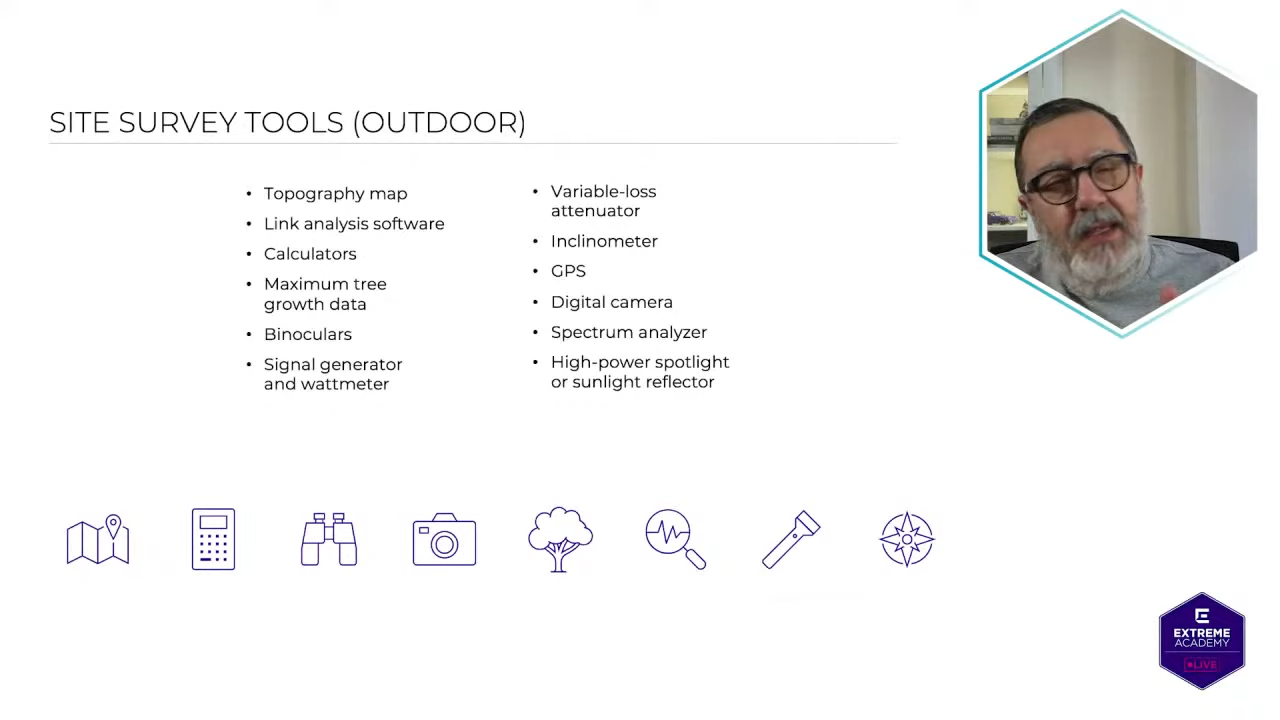 SITE SURVEY TOOLS (OUTDOOR)
• Topography map
• Link analysis software
• Calculators
• Maximum tree
growth data
• Binoculars
• Signal generator
and wattmeter
• Variable-loss
attenuator
• Inclinometer
• GPS
• Digital camera
• Spectrum analyzer
• High-power spotlight
or sunlight reflector
EXTREME
ACADEMY
LIVE